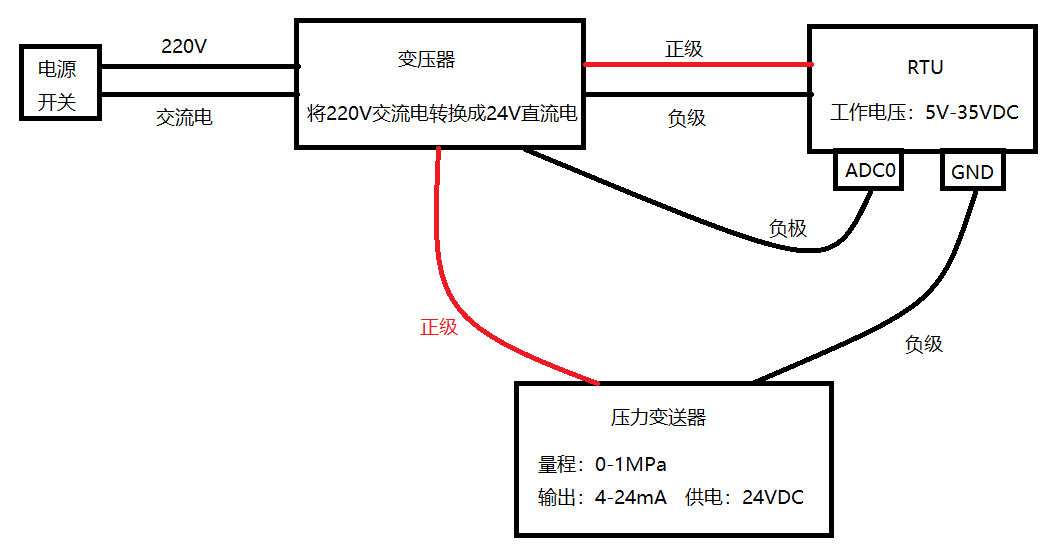 电源
开关
220V
交流电
变压器
将220V交流电转换成24V直流电
正级
负级
RTU
工作电压：5V-35VDC
ADC0
GND
负极
正级
负级
压力变送器
量程：0-1MPa
输出：4-24mA 供电：24VDC